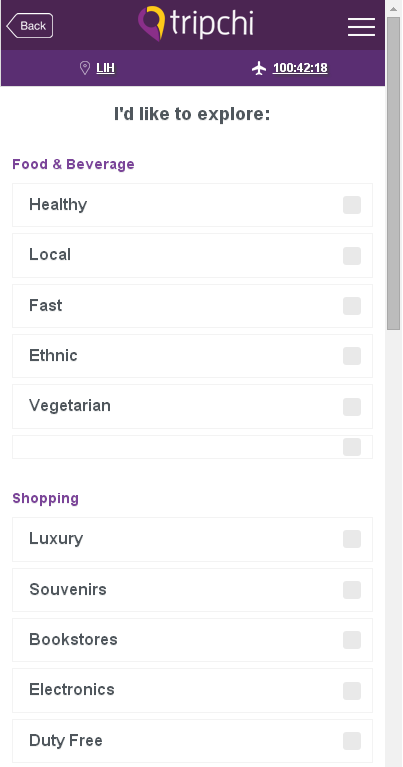 Back
tripchi
LIH 100:42:18
I'd like to explore:
Food & Beverage
Healthy
Local
Fast
Ethnic
Vegetarian
Shopping
Luxury
Souvenirs
Bookstores
Electronics
Duty Free